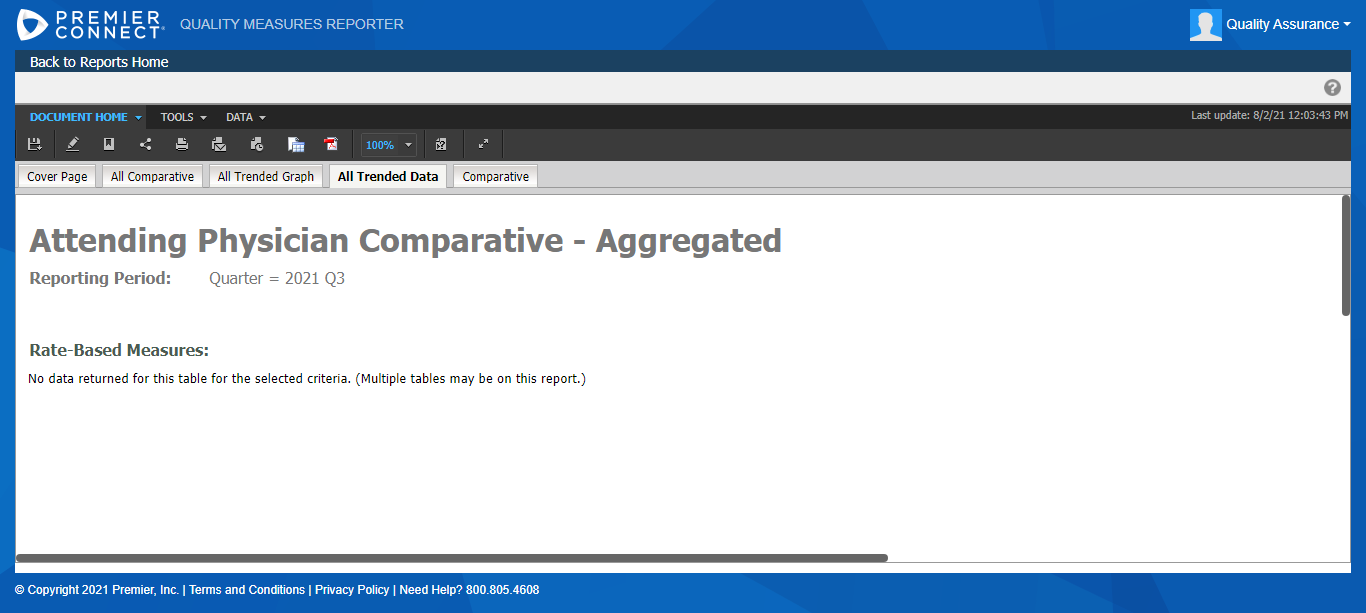 PREMIER CONNECT QUALITY MEASURES REPORTER
Quality Assurance
Back to Reports Home
DOCUMENT HOME TOOLS DATA Last update: 8/2/21 12:03:43 PM
100%
Cover Page All Comparative All Trended Graph All Trended Data Comparative
Attending Physician Comparative - Aggregated
Reporting Period: Quarter = 2021 Q3
Rate-Based Measures:
No data returned for this table for the selected criteria. (Multiple tables may be on this report.)
© Copyright 2021 Premier, Inc. | Terms and Conditions | Privacy Policy | Need Help? 800.805.4608